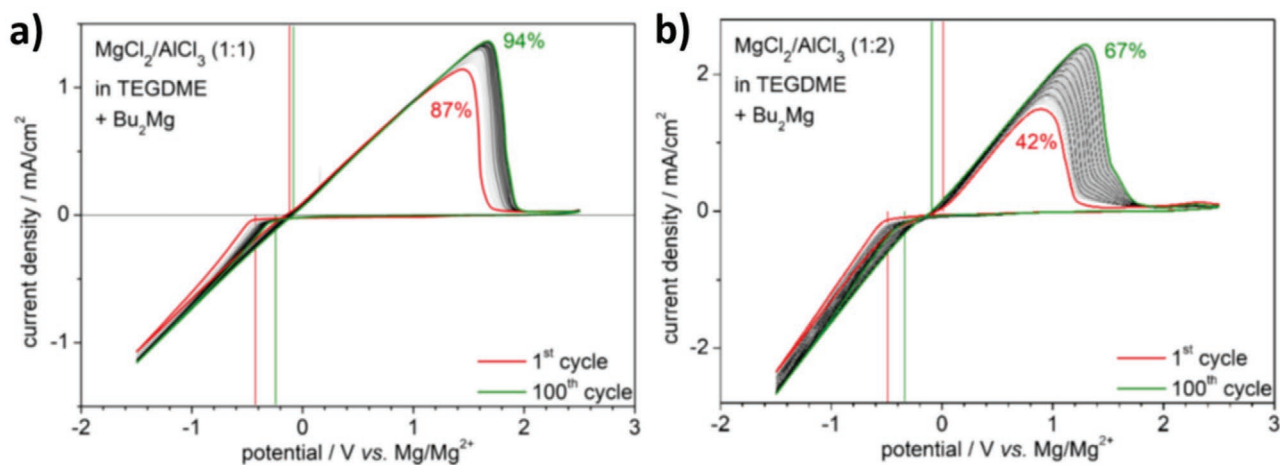 a)
MgCl₂/AlCl₃ (1:1)
in TEGDME
+ Bu₂Mg
94%
87%
1
0
-1
current density / mA/cm²
1ˢᵗ cycle
100ᵗʰ cycle
-2 -1 0 1 2 3
potential / V vs. Mg/Mg²⁺
b)
MgCl₂/AlCl₃ (1:2)
in TEGDME
+ Bu₂Mg
67%
42%
2
0
-2
current density / mA/cm²
1ˢᵗ cycle
100ᵗʰ cycle
-2 -1 0 1 2 3
potential / V vs. Mg/Mg²⁺